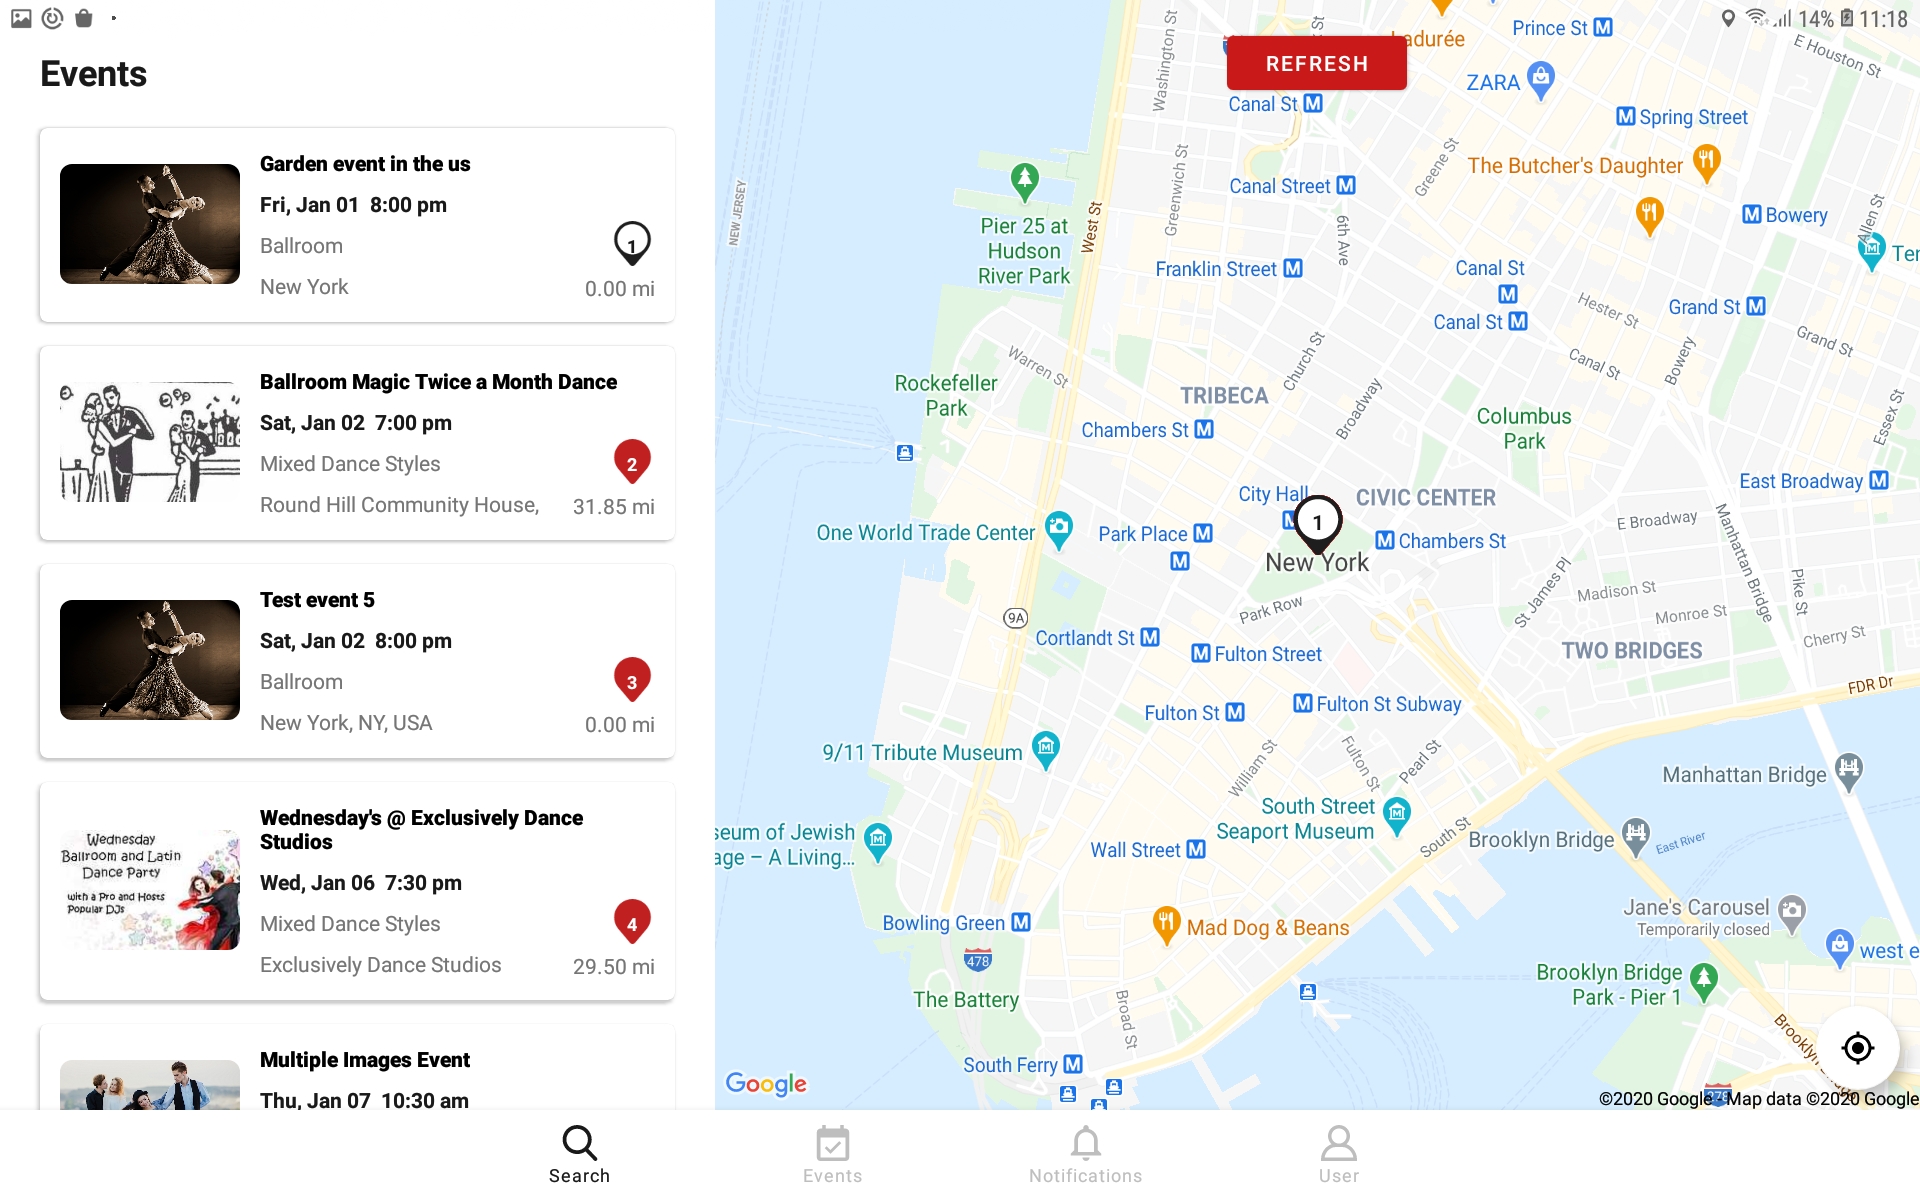 14% 11:18
Events
Garden event in the us
Fri, Jan 01 8:00 pm
Ballroom
1
New York
0.00 mi
Ballroom Magic Twice a Month Dance
Sat, Jan 02 7:00 pm
Mixed Dance Styles
2
Round Hill Community House,
31.85 mi
Test event 5
Sat, Jan 02 8:00 pm
Ballroom
3
New York, NY, USA
0.00 mi
Wednesday
Ballroom and Latin
Dance Party
with a Pro and Hosts
Popular DJs
Wednesday's @ Exclusively Dance
Studios
Wed, Jan 06 7:30 pm
Mixed Dance Styles
4
Exclusively Dance Studios
29.50 mi
Multiple Images Event
Thu, Jan 07 10:30 am
REFRESH
Ladurée
Prince St M
E Houston St
Washington St
ZARA
Canal St M
M Spring Street
Greene St
The Butcher's Daughter
Greenwich St
Canal Street M
NEW JERSEY
West St
Pier 25 at
Hudson
River Park
6th Ave
M Bowery
Allen St
Ter
Franklin Street M
Canal St
M
Canal St M
Hester St
Grand St M
Grand St
Warren St
Church St
Canal St
Bowery
Rockefeller
Park
TRIBECA
Broadway
Columbus
Park
Essex St
Chambers St M
East Broadway M
City Hall
M
CIVIC CENTER
1
New York
M Chambers St
E Broadway
Manhattan Bridge
One World Trade Center
Park Place M
M
St James Pl
Madison St
Pike St
Monroe St
Cherry St
9A
Park Row
Cortlandt St M
M Fulton Street
TWO BRIDGES
FDR Dr
Fulton St M
M Fulton St Subway
9/11 Tribute Museum
William St
Fulton St
Pearl St
Manhattan Bridge
South Street
Seaport Museum
South St
Brooklyn Bridge
East River
seum of Jewish
age – A Living...
Wall Street M
Bowling Green M
Mad Dog & Beans
Jane's Carousel
Temporarily closed
west e
478
Brooklyn Bridge
Park - Pier 1
The Battery
Broad St
South Ferry M
Google
278
©2020 Google - Map data ©2020 Google
Search
Events
Notifications
User